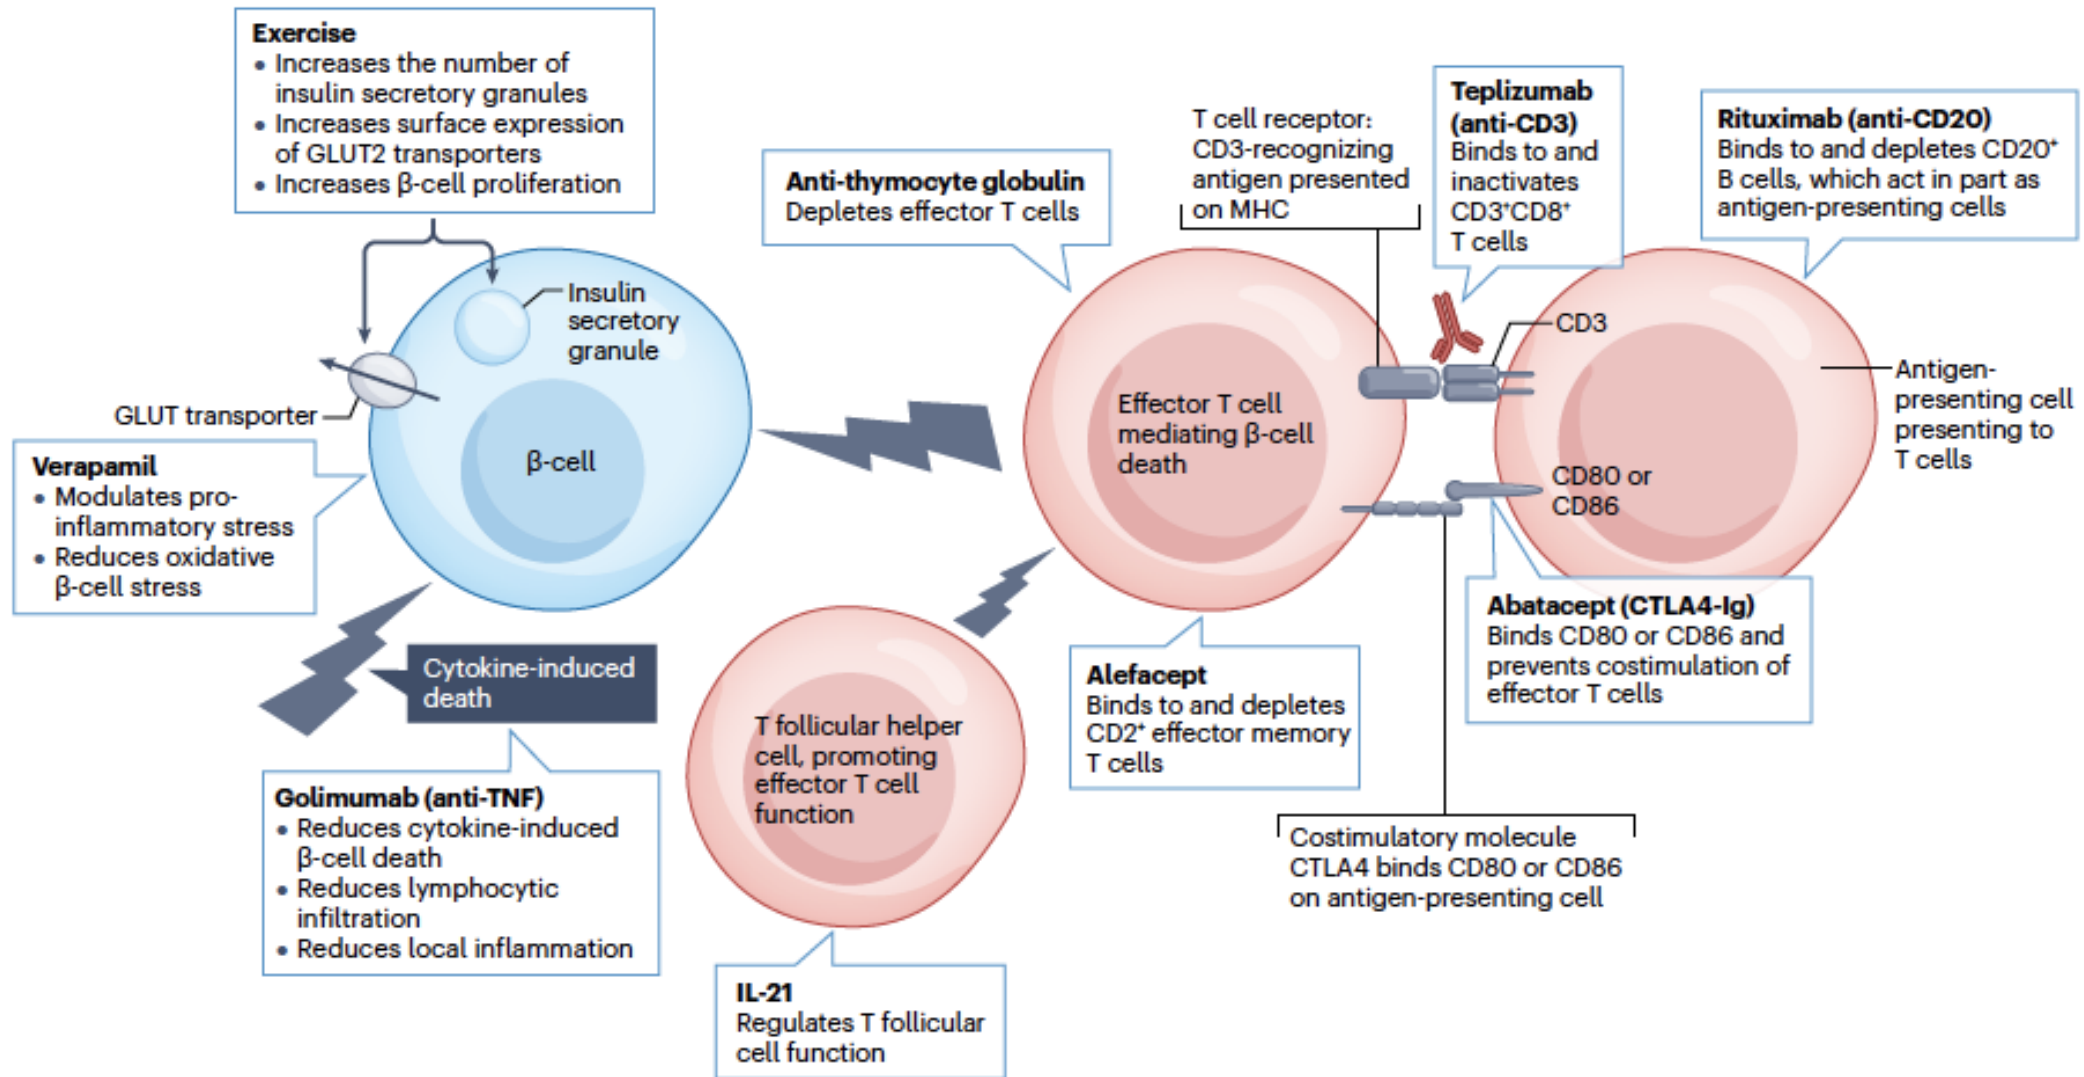 Exercise
• Increases the number of
insulin secretory granules
• Increases surface expression
of GLUT2 transporters
• Increases β-cell proliferation
Insulin
secretory
granule
GLUT transporter
β-cell
Verapamil
• Modulates pro-
inflammatory stress
• Reduces oxidative
β-cell stress
Cytokine-induced
death
Golimumab (anti-TNF)
• Reduces cytokine-induced
β-cell death
• Reduces lymphocytic
infiltration
• Reduces local inflammation
Anti-thymocyte globulin
Depletes effector T cells
T cell receptor:
CD3-recognizing
antigen presented
on MHC
Teplizumab
(anti-CD3)
Binds to and
inactivates
CD3⁺CD8⁺
T cells
Rituximab (anti-CD20)
Binds to and depletes CD20⁺
B cells, which act in part as
antigen-presenting cells
CD3
Antigen-
presenting cell
presenting to
T cells
Effector T cell
mediating β-cell
death
CD80 or
CD86
Abatacept (CTLA4-Ig)
Binds CD80 or CD86 and
prevents costimulation of
effector T cells
Alefacept
Binds to and depletes
CD2⁺ effector memory
T cells
T follicular helper
cell, promoting
effector T cell
function
Costimulatory molecule
CTLA4 binds CD80 or CD86
on antigen-presenting cell
IL-21
Regulates T follicular
cell function